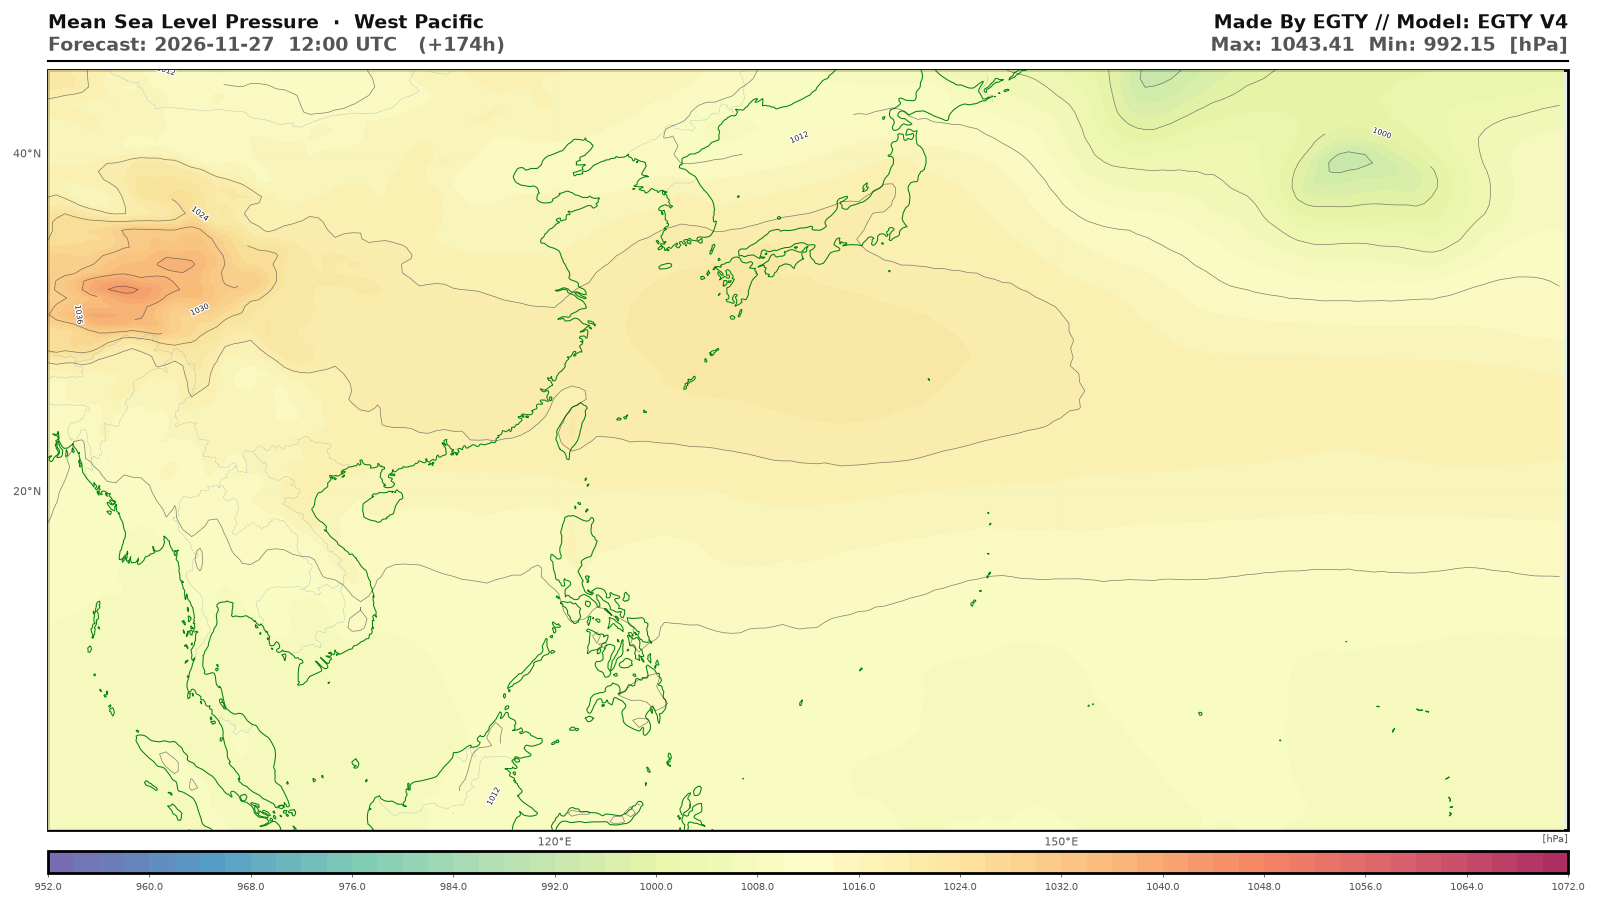 Mean Sea Level Pressure · West Pacific
Made By EGTY // Model: EGTY V4
Forecast: 2026-11-27 12:00 UTC (+174h)
Max: 1043.41 Min: 992.15 [hPa]
1012
1000
1012
40°N
1024
1030
1036
20°N
1012
120°E
150°E
[hPa]
952.0 960.0 968.0 976.0 984.0 992.0 1000.0 1008.0 1016.0 1024.0 1032.0 1040.0 1048.0 1056.0 1064.0 1072.0